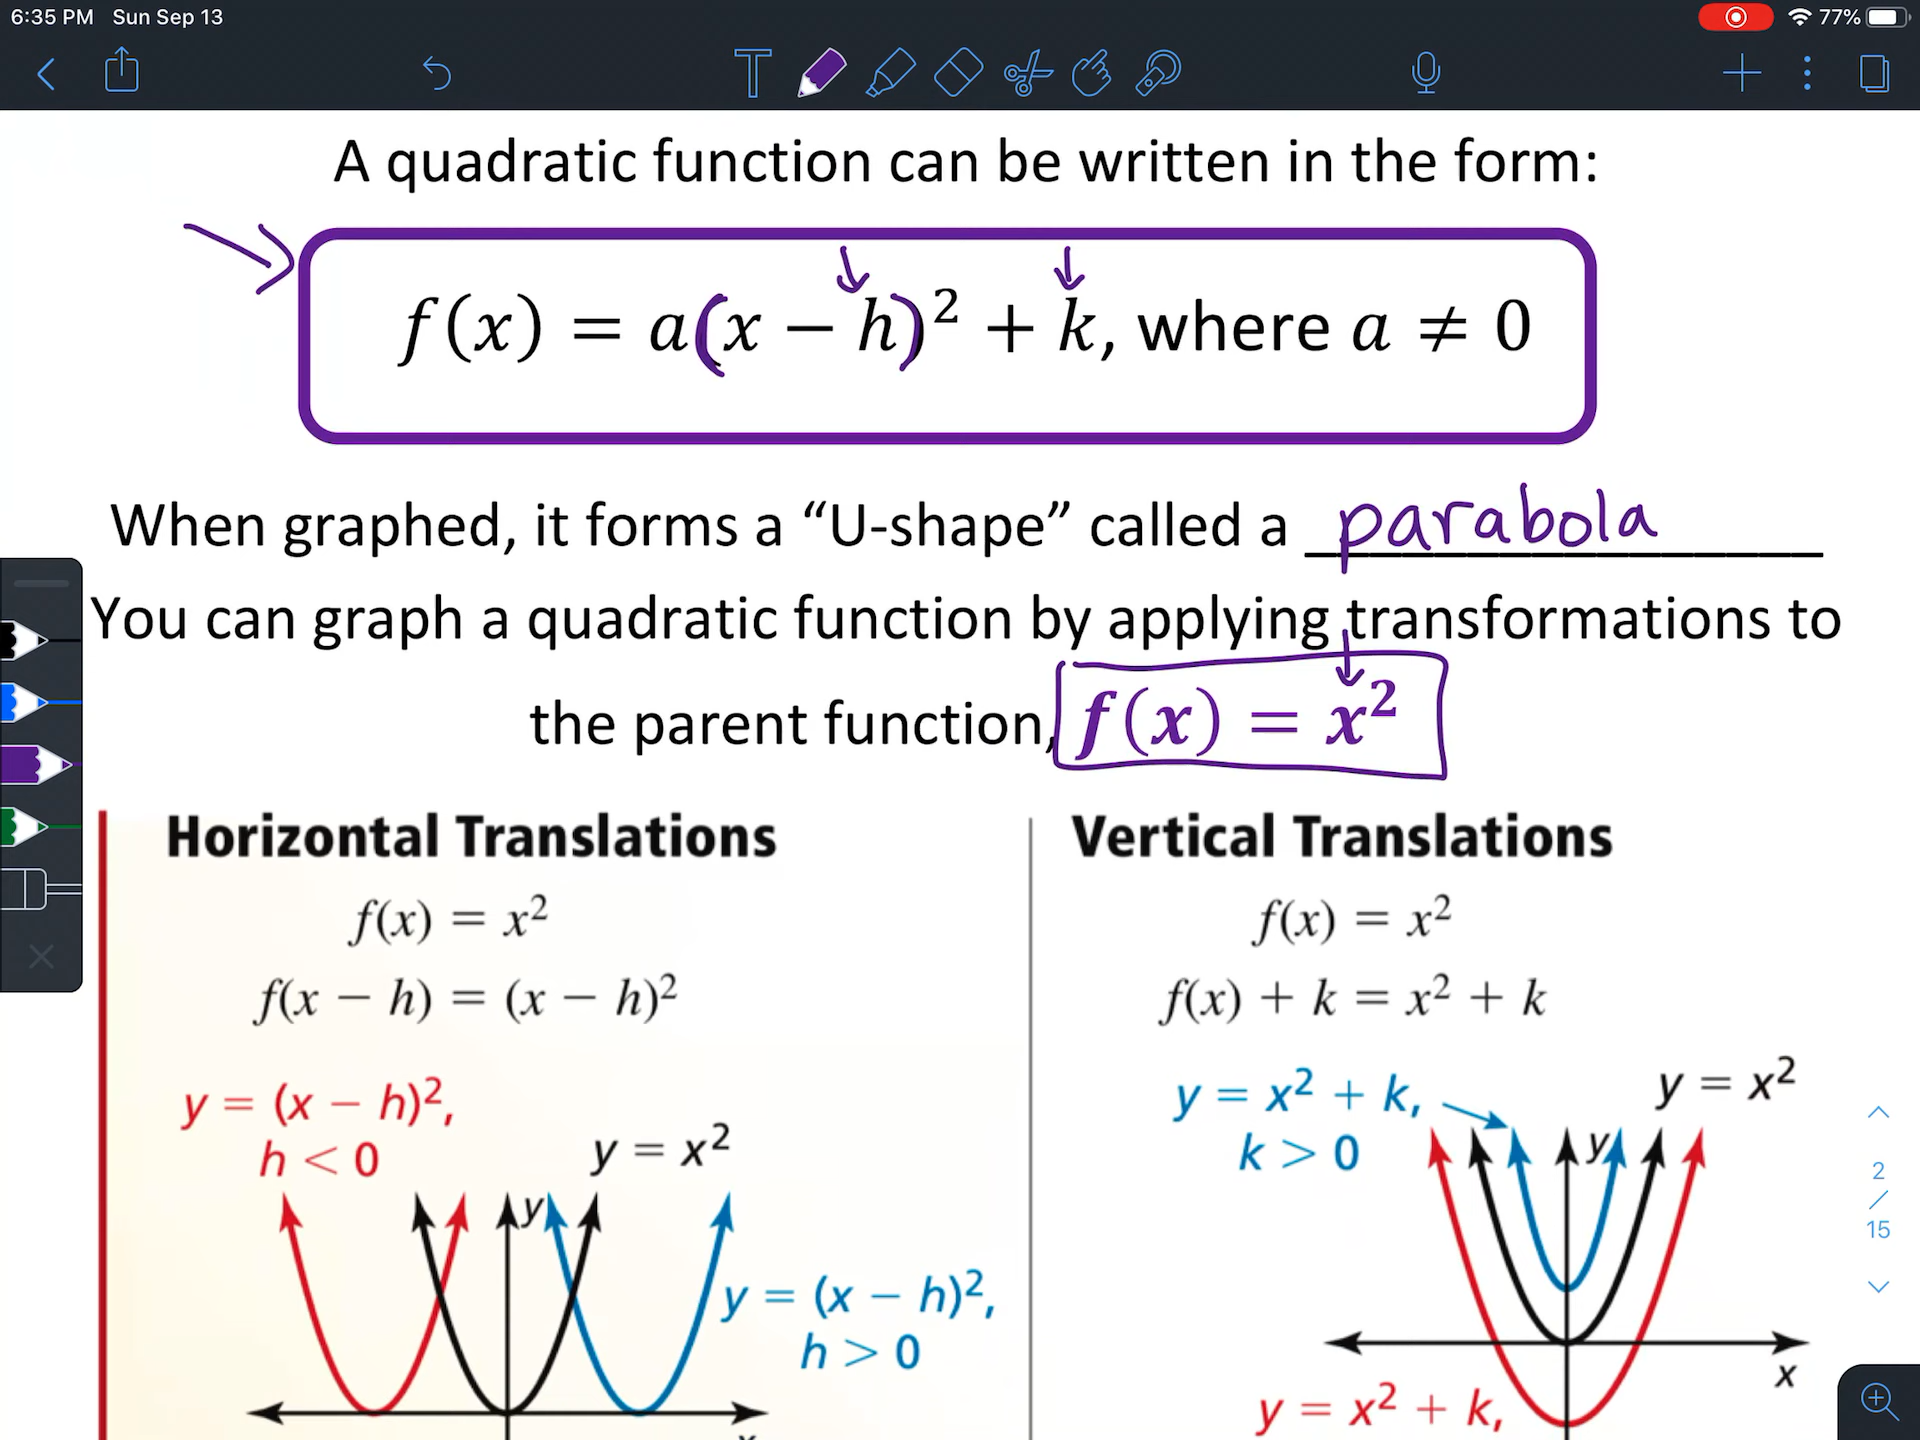 6:35 PM Sun Sep 13
77%
T
A quadratic function can be written in the form:
f(x) = a(x − h)² + k, where a ≠ 0
When graphed, it forms a “U-shape” called a parabola
You can graph a quadratic function by applying transformations to
the parent function, f(x) = x²
Horizontal Translations
f(x) = x²
f(x − h) = (x − h)²
y = (x − h)²,
h < 0
y = x²
y
y = (x − h)²,
h > 0
Vertical Translations
f(x) = x²
f(x) + k = x² + k
y = x² + k,
k > 0
y = x²
y
x
y = x² + k,
2
/
15